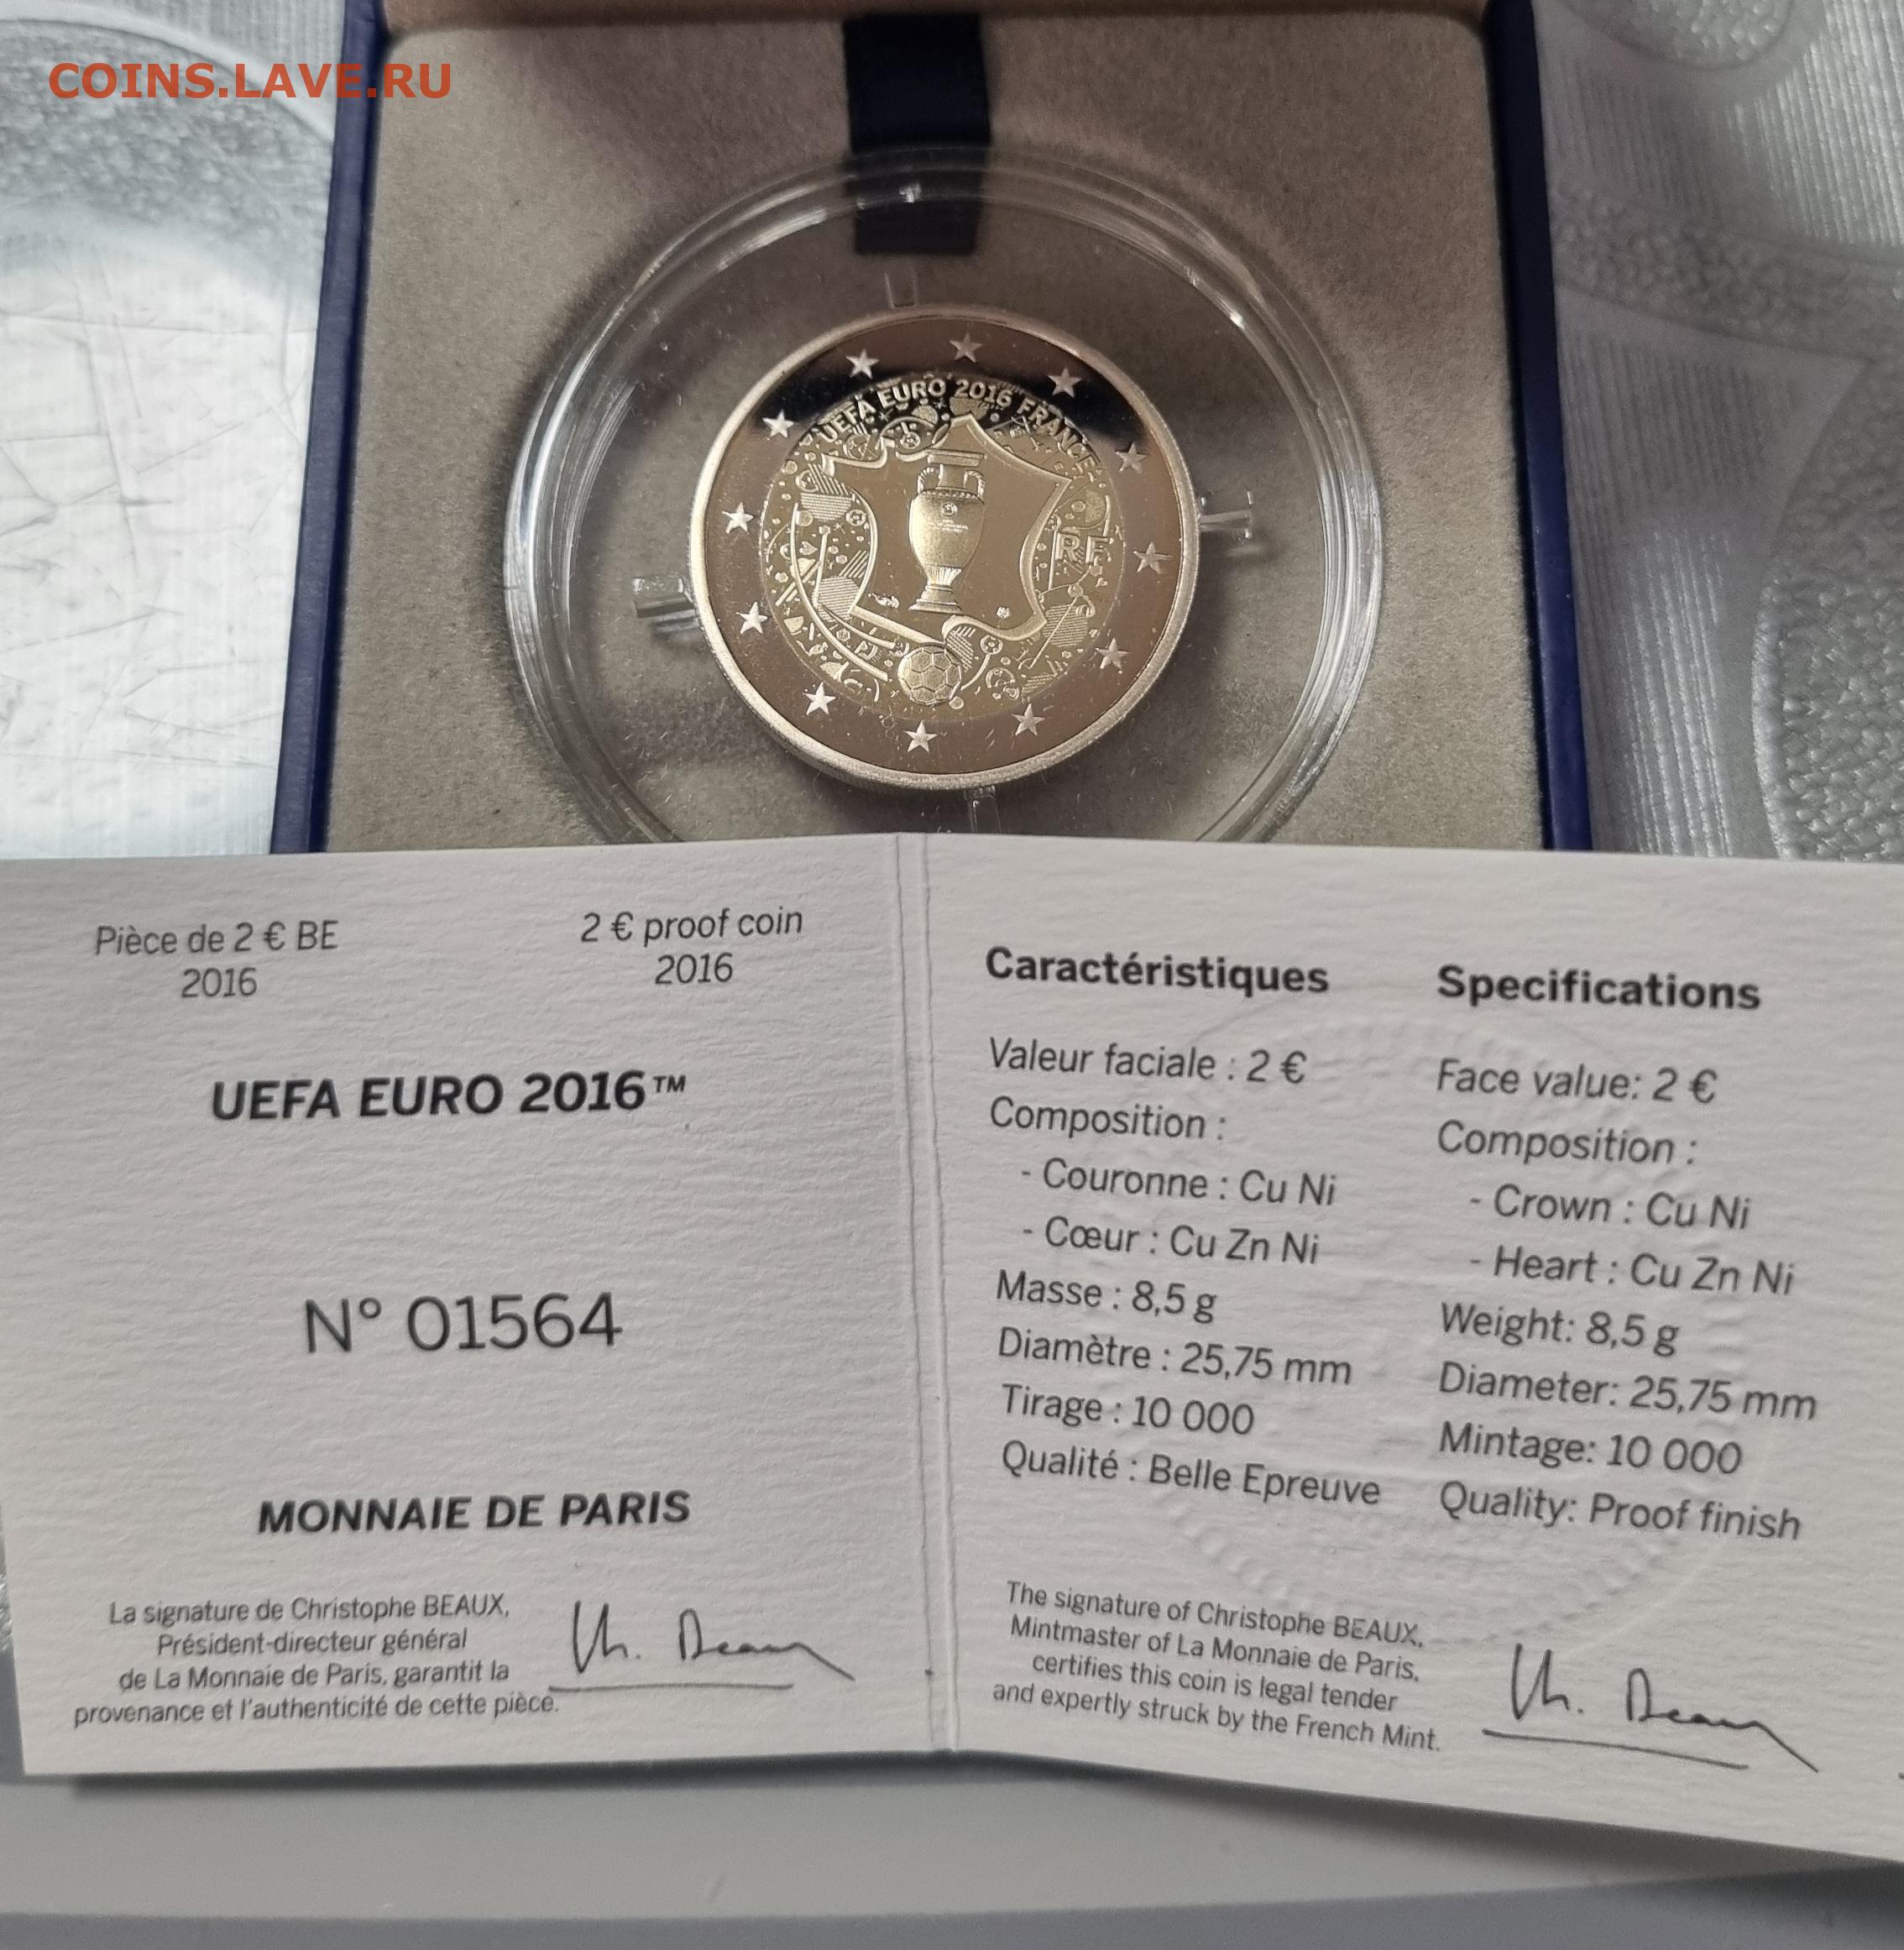 COINS.LAVE.RU
UEFA EURO 2016 FRANCE
RF
Pièce de 2 € BE
2016
2 € proof coin
2016
UEFA EURO 2016™
N° 01564
MONNAIE DE PARIS
La signature de Christophe BEAUX,
Président-directeur général
de La Monnaie de Paris, garantit la
provenance et l'authenticité de cette pièce.
Ch. Beaux
Caractéristiques
Valeur faciale : 2 €
Composition :
- Couronne : Cu Ni
- Cœur : Cu Zn Ni
Masse : 8,5 g
Diamètre : 25,75 mm
Tirage : 10 000
Qualité : Belle Epreuve
Specifications
Face value: 2 €
Composition :
- Crown : Cu Ni
- Heart : Cu Zn Ni
Weight: 8,5 g
Diameter: 25,75 mm
Mintage: 10 000
Quality: Proof finish
The signature of Christophe BEAUX,
Mintmaster of La Monnaie de Paris,
certifies this coin is legal tender
and expertly struck by the French Mint.
Ch. Beaux